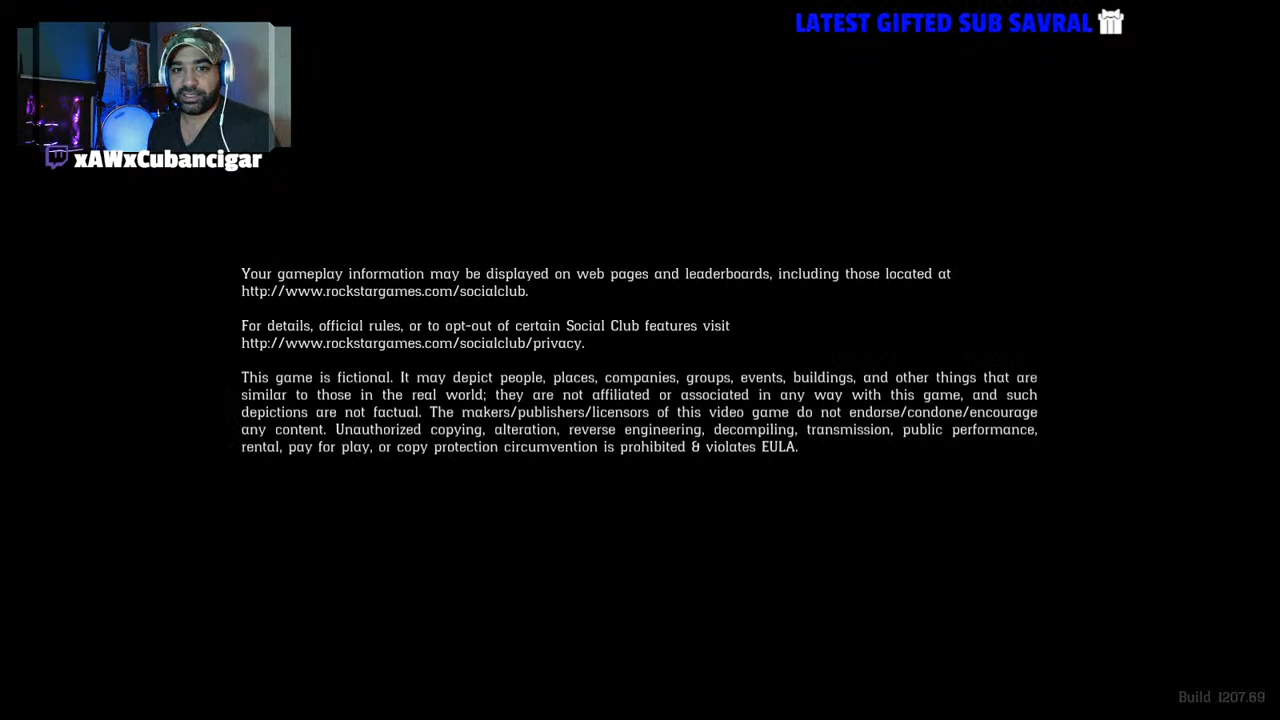 LATEST GIFTED SUB SAVRAL
xAWxCubancigar
Your gameplay information may be displayed on web pages and leaderboards, including those located at
http://www.rockstargames.com/socialclub.
For details, official rules, or to opt-out of certain Social Club features visit
http://www.rockstargames.com/socialclub/privacy.
This game is fictional. It may depict people, places, companies, groups, events, buildings, and other things that are
similar to those in the real world; they are not affiliated or associated in any way with this game, and such
depictions are not factual. The makers/publishers/licensors of this video game do not endorse/condone/encourage
any content. Unauthorized copying, alteration, reverse engineering, decompiling, transmission, public performance,
rental, pay for play, or copy protection circumvention is prohibited & violates EULA.
Build 1207.69